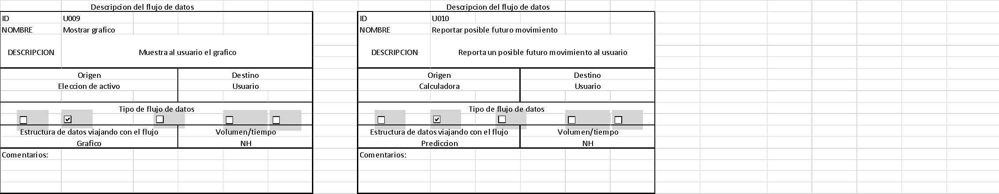 Descripcion del flujo de datos
ID U009
NOMBRE Mostrar grafico
DESCRIPCION Muestra al usuario el grafico
Origen Destino
Eleccion de activo Usuario
Tipo de flujo de datos
Estructura de datos viajando con el flujo Volumen/tiempo
Grafico NH
Comentarios:
Descripcion del flujo de datos
ID U010
NOMBRE Reportar posible futuro movimiento
DESCRIPCION Reporta un posible futuro movimiento al usuario
Origen Destino
Calculadora Usuario
Tipo de flujo de datos
Estructura de datos viajando con el flujo Volumen/tiempo
Prediccion NH
Comentarios: